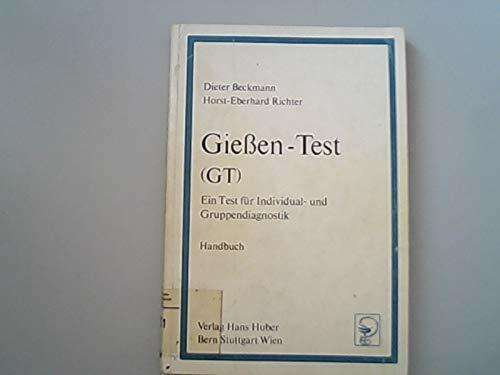 Dieter Beckmann
Horst-Eberhard Richter
Gießen-Test
(GT)
Ein Test für Individual- und
Gruppendiagnostik
Handbuch
Verlag Hans Huber
Bern Stuttgart Wien